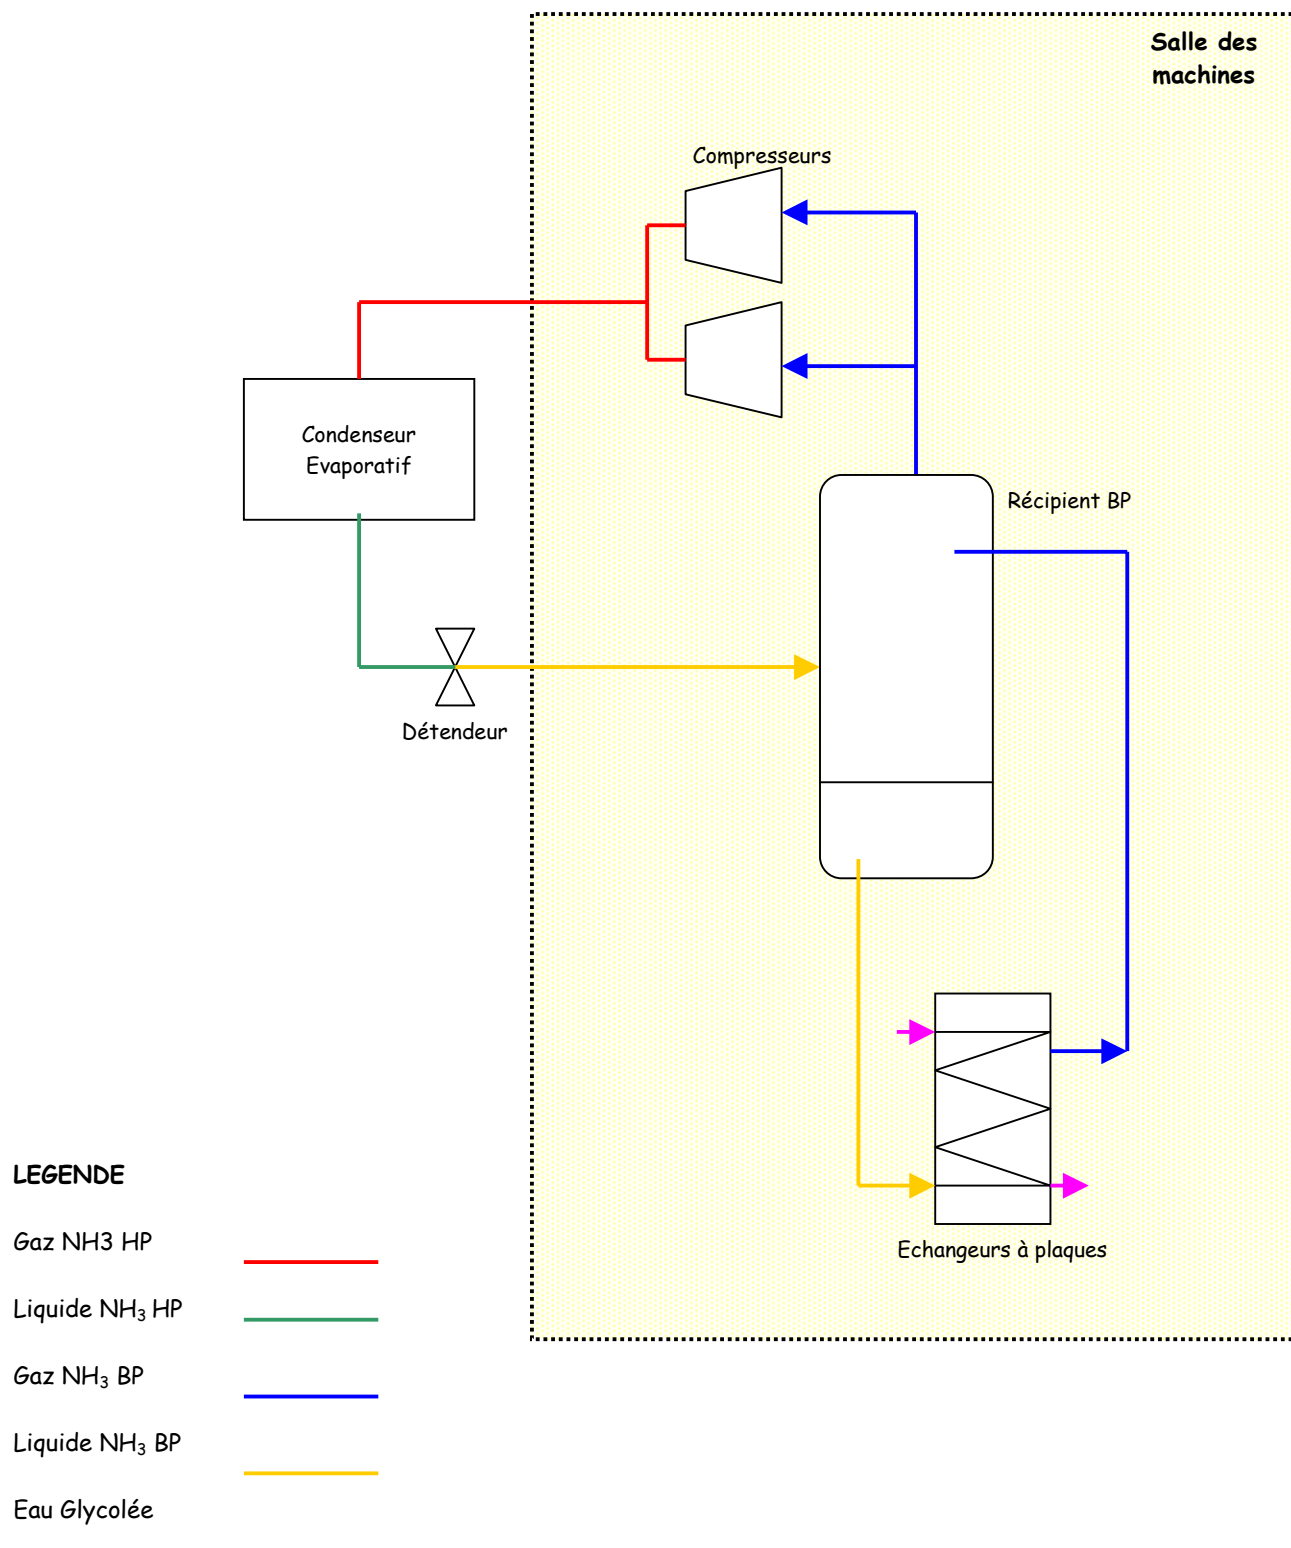 Salle des
machines
Compresseurs
Condenseur
Evaporatif
Récipient BP
Détendeur
Echangeurs à plaques
LEGENDE
Gaz NH3 HP
Liquide NH₃ HP
Gaz NH₃ BP
Liquide NH₃ BP
Eau Glycolée